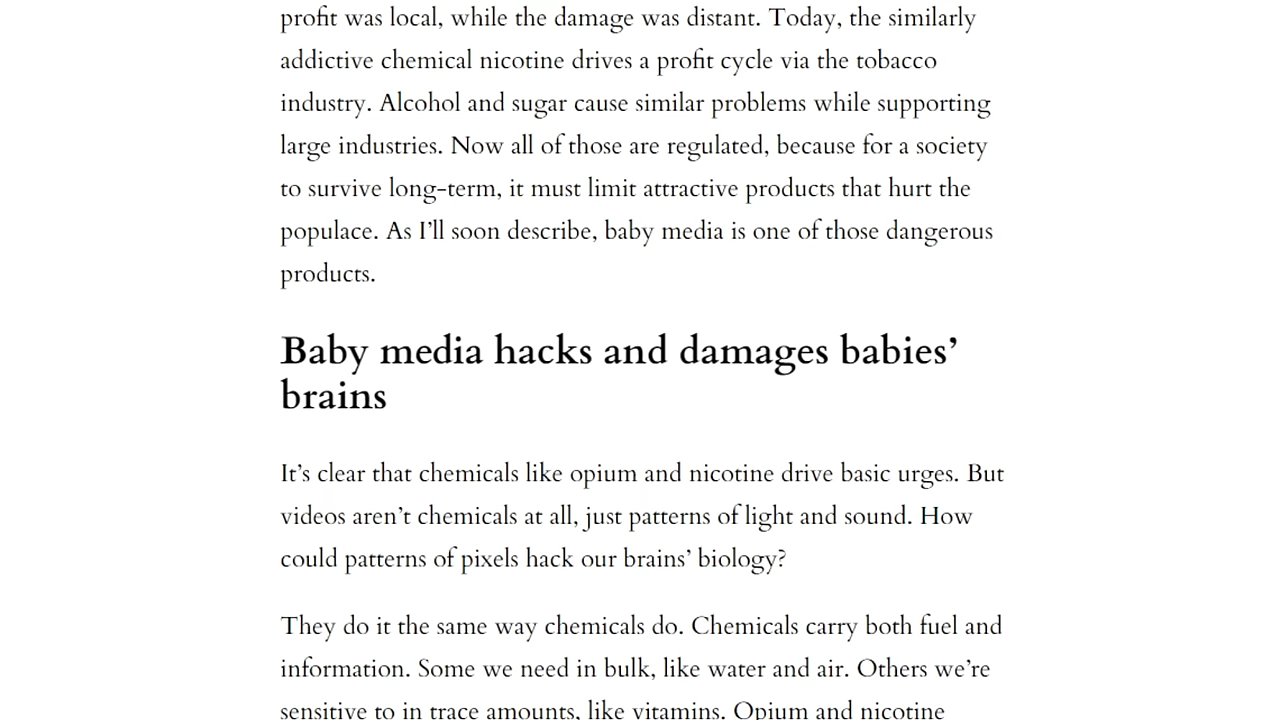 profit was local, while the damage was distant. Today, the similarly
addictive chemical nicotine drives a profit cycle via the tobacco
industry. Alcohol and sugar cause similar problems while supporting
large industries. Now all of those are regulated, because for a society
to survive long-term, it must limit attractive products that hurt the
populace. As I’ll soon describe, baby media is one of those dangerous
products.
Baby media hacks and damages babies’
brains
It’s clear that chemicals like opium and nicotine drive basic urges. But
videos aren’t chemicals at all, just patterns of light and sound. How
could patterns of pixels hack our brains’ biology?
They do it the same way chemicals do. Chemicals carry both fuel and
information. Some we need in bulk, like water and air. Others we’re
sensitive to in trace amounts, like vitamins. Opium and nicotine